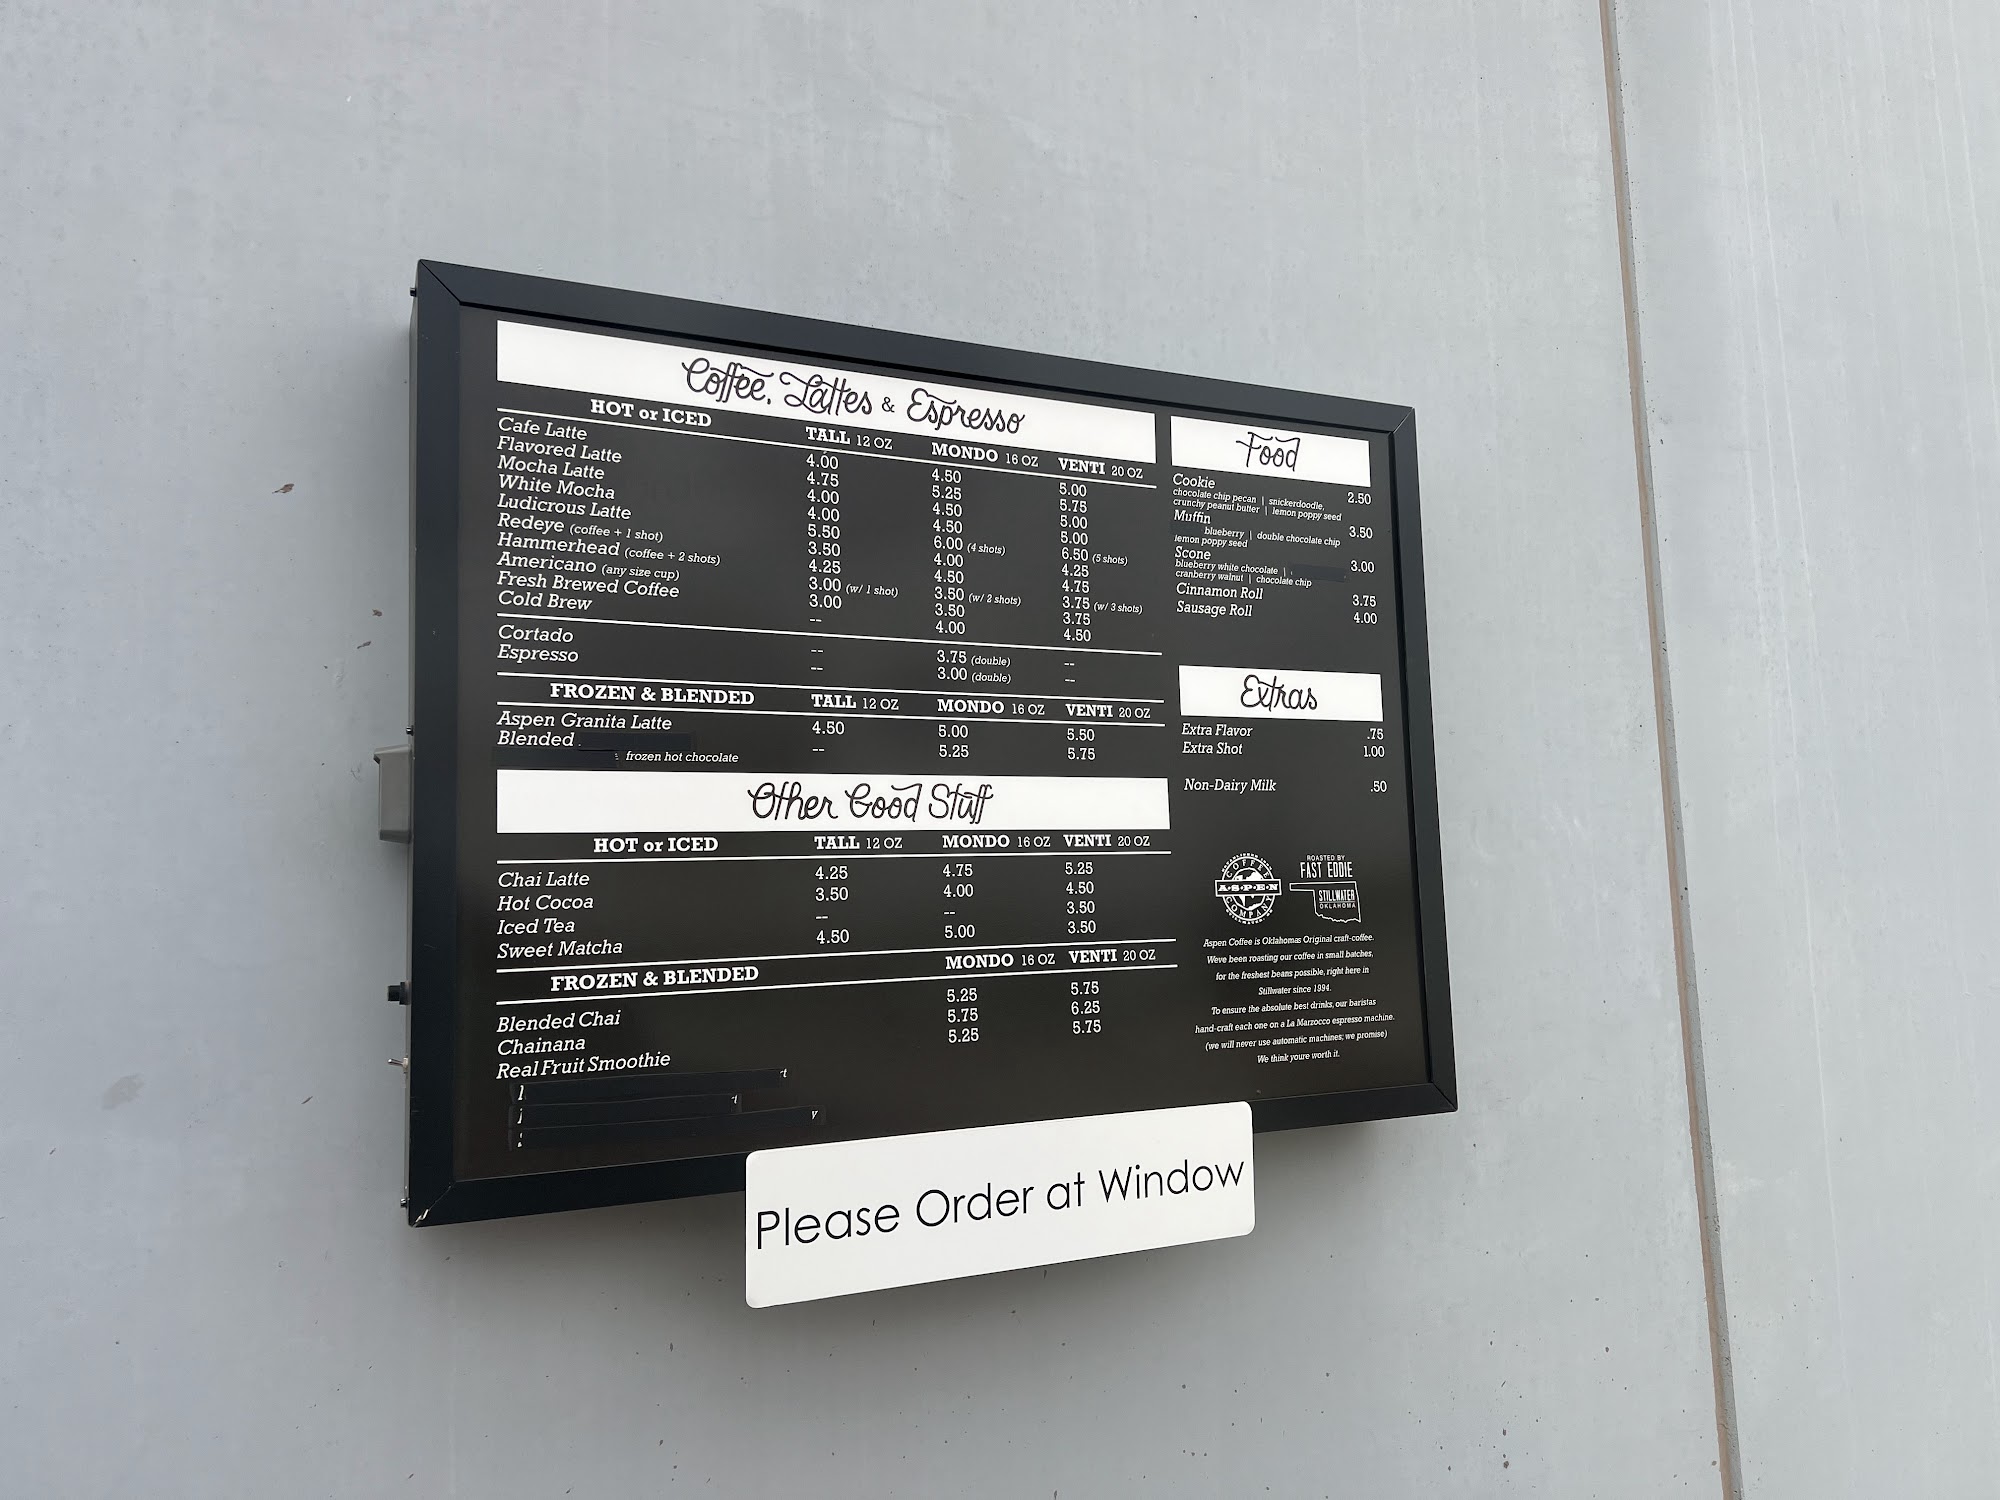 Coffee, Lattes & Espresso
HOT or ICED TALL 12 OZ MONDO 16 OZ VENTI 20 OZ
Cafe Latte 4.00 4.50 5.00
Flavored Latte 4.75 5.25 5.75
Mocha Latte 4.00 4.50 5.00
White Mocha 4.00 4.50 5.00
Ludicrous Latte 5.50 6.00 (4 shots) 6.50 (5 shots)
Redeye (coffee + 1 shot) 3.50 4.00 4.25
Hammerhead (coffee + 2 shots) 4.25 4.50 4.75
Americano (any size cup) 3.00 (w/ 1 shot) 3.50 (w/ 2 shots) 3.75 (w/ 3 shots)
Fresh Brewed Coffee 3.00 3.50 3.75
Cold Brew -- 4.00 4.50
Cortado -- 3.75 (double) --
Espresso -- 3.00 (double) --
FROZEN & BLENDED TALL 12 OZ MONDO 16 OZ VENTI 20 OZ
Aspen Granita Latte 4.50 5.00 5.50
Blended -- 5.25 5.75
frozen hot chocolate
Other Good Stuff
HOT or ICED TALL 12 OZ MONDO 16 OZ VENTI 20 OZ
Chai Latte 4.25 4.75 5.25
Hot Cocoa 3.50 4.00 4.50
Iced Tea -- -- 3.50
Sweet Matcha 4.50 5.00 3.50
FROZEN & BLENDED MONDO 16 OZ VENTI 20 OZ
Blended Chai 5.25 5.75
Chainana 5.75 6.25
Real Fruit Smoothie 5.25 5.75
Food
Cookie 2.50
chocolate chip pecan | snickerdoodle,
crunchy peanut butter | lemon poppy seed
Muffin 3.50
blueberry | double chocolate chip
lemon poppy seed
Scone 3.00
blueberry white chocolate |
cranberry walnut | chocolate chip
Cinnamon Roll 3.75
Sausage Roll 4.00
Extras
Extra Flavor .75
Extra Shot 1.00
Non-Dairy Milk .50
COFFEE
A·S·P·E·N
COMPANY
ROASTED BY
FAST EDDIE
STILLWATER
OKLAHOMA
Aspen Coffee is Oklahomas Original craft-coffee.
Weve been roasting our coffee in small batches,
for the freshest beans possible, right here in
Stillwater since 1994.
To ensure the absolute best drinks, our baristas
hand-craft each one on a La Marzocco espresso machine.
(we will never use automatic machines; we promise)
We think youre worth it.
Please Order at Window